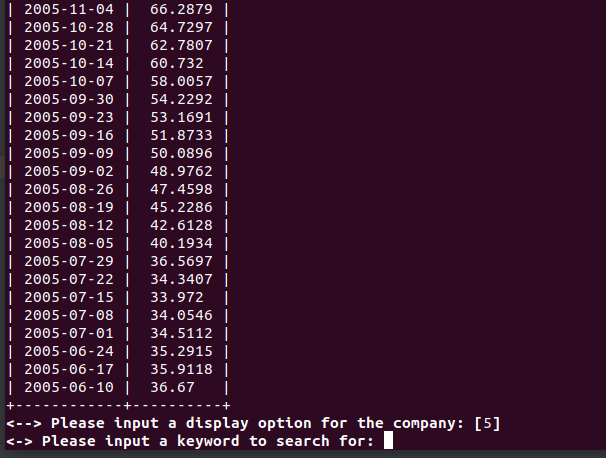 | 2005-11-04 |  66.2879 |
| 2005-10-28 |  64.7297 |
| 2005-10-21 |  62.7807 |
| 2005-10-14 |  60.732  |
| 2005-10-07 |  58.0057 |
| 2005-09-30 |  54.2292 |
| 2005-09-23 |  53.1691 |
| 2005-09-16 |  51.8733 |
| 2005-09-09 |  50.0896 |
| 2005-09-02 |  48.9762 |
| 2005-08-26 |  47.4598 |
| 2005-08-19 |  45.2286 |
| 2005-08-12 |  42.6128 |
| 2005-08-05 |  40.1934 |
| 2005-07-29 |  36.5697 |
| 2005-07-22 |  34.3407 |
| 2005-07-15 |  33.972  |
| 2005-07-08 |  34.0546 |
| 2005-07-01 |  34.5112 |
| 2005-06-24 |  35.2915 |
| 2005-06-17 |  35.9118 |
| 2005-06-10 |  36.67   |
+------------+----------+
<--> Please input a display option for the company: [5]
<-> Please input a keyword to search for: